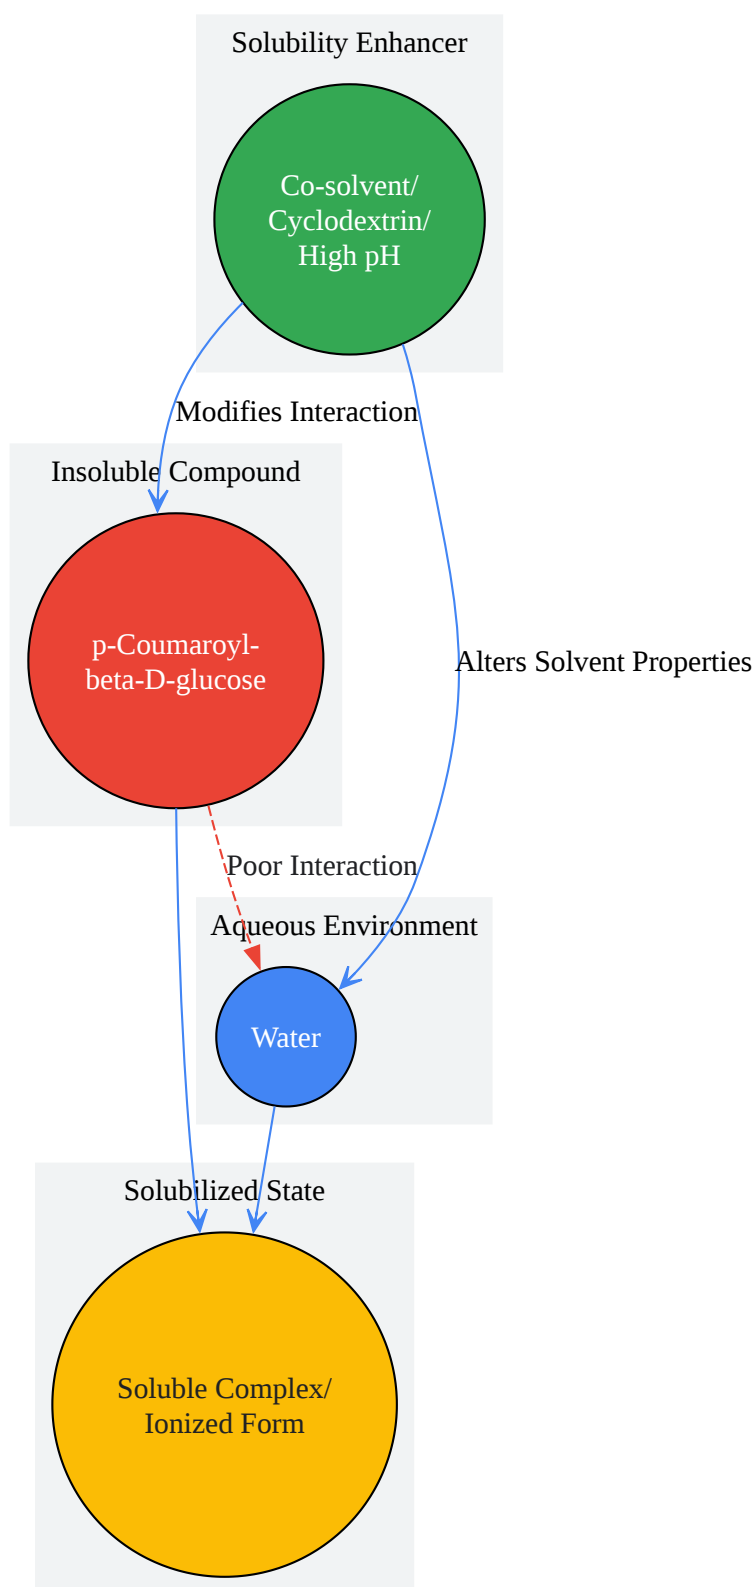 Solubility Enhancer
Co-solvent/
Cyclodextrin/
High pH
Modifies Interaction
Insoluble Compound
p-Coumaroyl-
beta-D-glucose
Alters Solvent Properties
Poor Interaction
Aqueous Environment
Water
Solubilized State
Soluble Complex/
Ionized Form